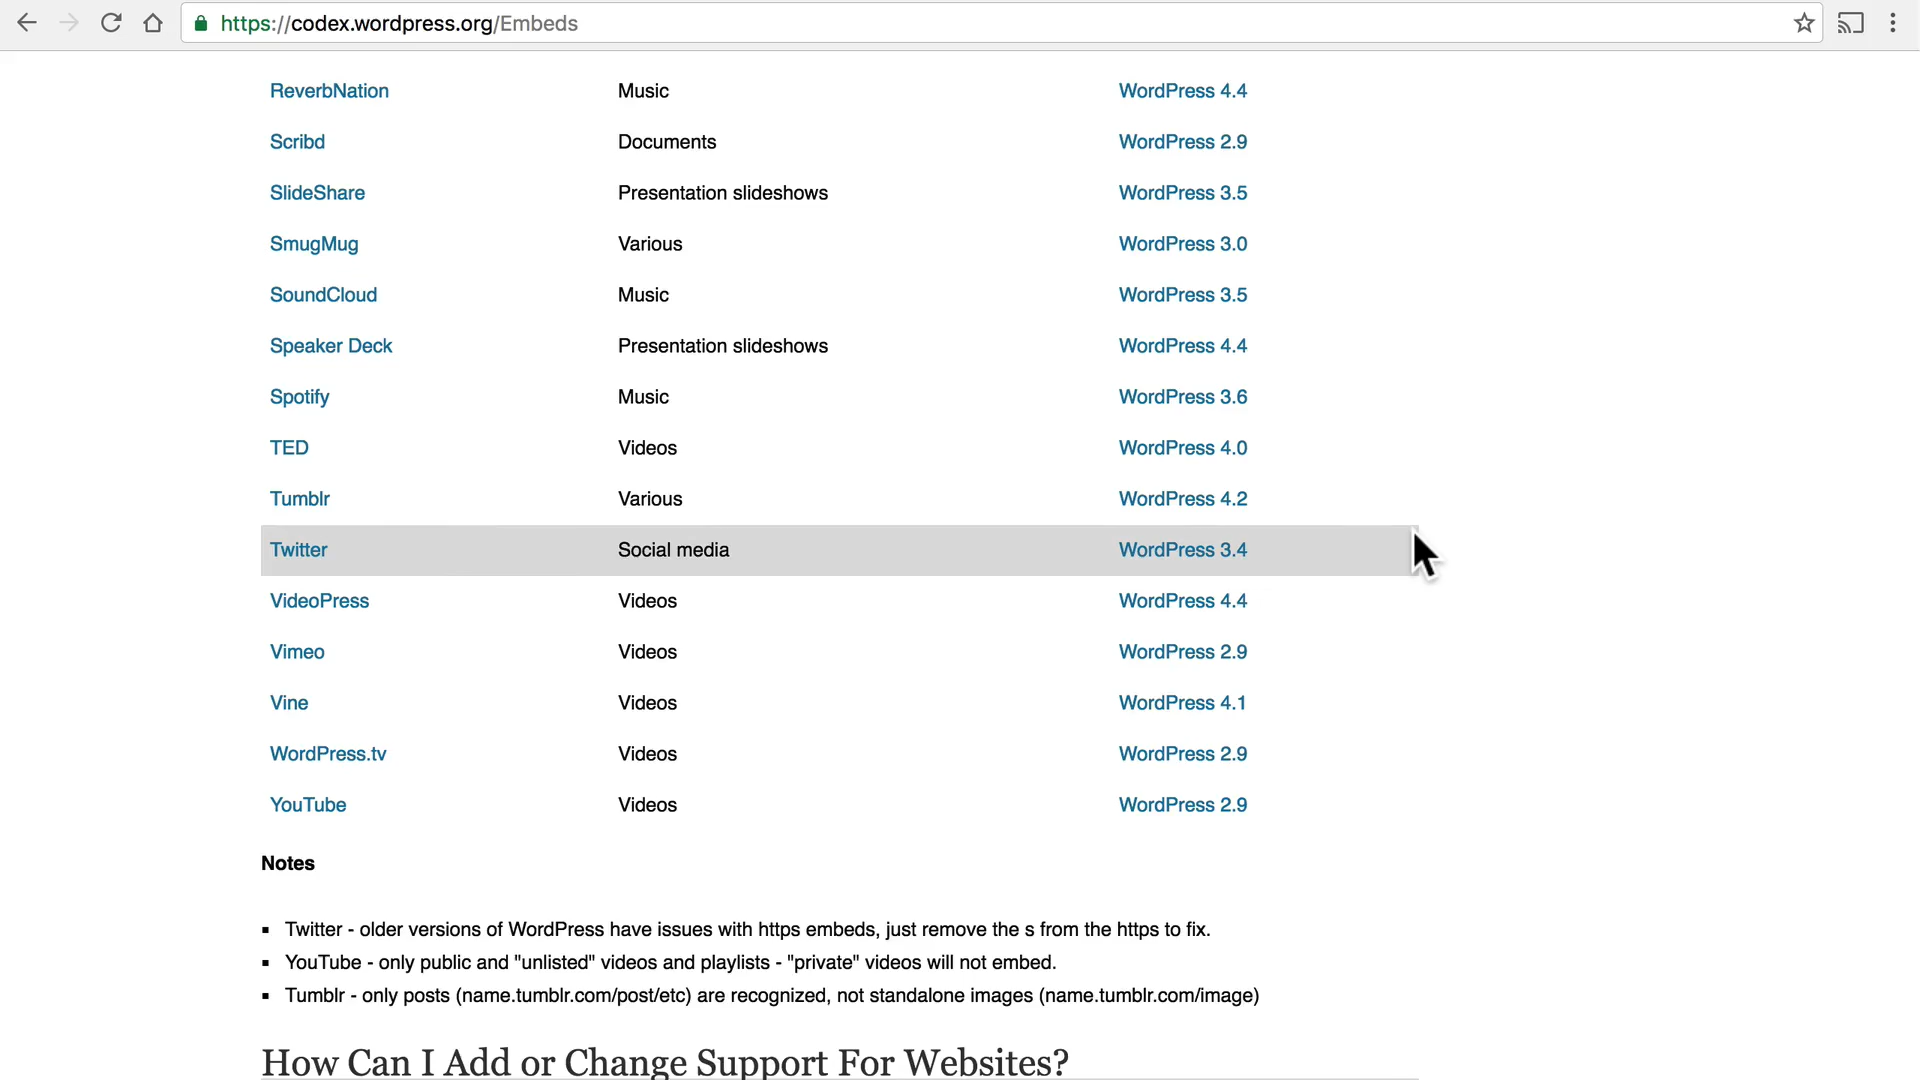 https://codex.wordpress.org/Embeds
ReverbNation Music WordPress 4.4
Scribd Documents WordPress 2.9
SlideShare Presentation slideshows WordPress 3.5
SmugMug Various WordPress 3.0
SoundCloud Music WordPress 3.5
Speaker Deck Presentation slideshows WordPress 4.4
Spotify Music WordPress 3.6
TED Videos WordPress 4.0
Tumblr Various WordPress 4.2
Twitter Social media WordPress 3.4
VideoPress Videos WordPress 4.4
Vimeo Videos WordPress 2.9
Vine Videos WordPress 4.1
WordPress.tv Videos WordPress 2.9
YouTube Videos WordPress 2.9
Notes
Twitter - older versions of WordPress have issues with https embeds, just remove the s from the https to fix.
YouTube - only public and "unlisted" videos and playlists - "private" videos will not embed.
Tumblr - only posts (name.tumblr.com/post/etc) are recognized, not standalone images (name.tumblr.com/image)
How Can I Add or Change Support For Websites?